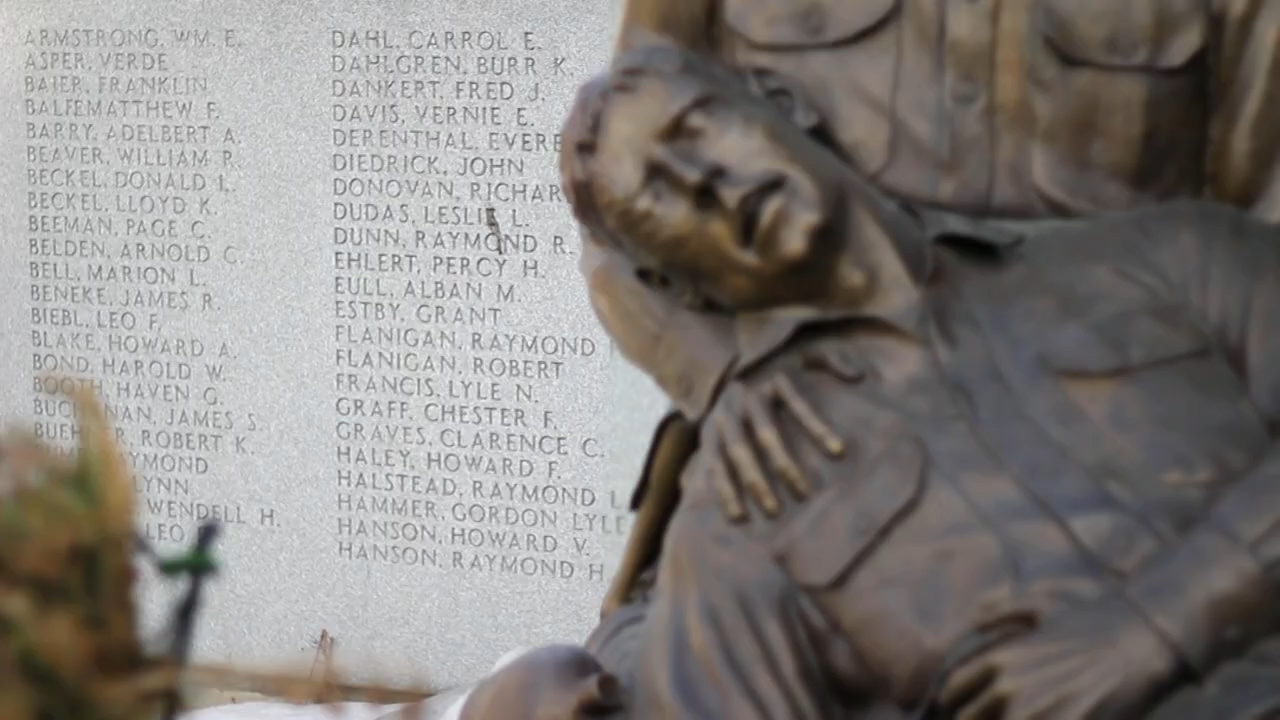 ARMSTRONG, WM. E.
ASPER, VERDE
BAIER, FRANKLIN
BALFE MATTHEW F.
BARRY, ADELBERT A.
BEAVER, WILLIAM R.
BECKEL, DONALD L.
BECKEL, LLOYD K.
BEEMAN, PAGE C.
BELDEN, ARNOLD C.
BELL, MARION L.
BENEKE, JAMES R.
BIEBL, LEO F.
BLAKE, HOWARD A.
BOND, HAROLD W.
BOOTH, HAVEN G.
JAMES S.
ROBERT K.
WENDELL H.
LEO
DAHL, CARROL E.
DAHLGREN, BURR K.
DANKERT, FRED J.
DAVIS, VERNIE E.
DERENTHAL, EVERE
DIEDRICK, JOHN
DONOVAN, RICHAR
DUDAS, LESLIE L.
DUNN, RAYMOND R.
EHLERT, PERCY H.
EULL, ALBAN M.
ESTBY, GRANT
FLANIGAN, RAYMOND
FLANIGAN, ROBERT
FRANCIS, LYLE N.
GRAFF, CHESTER F.
GRAVES, CLARENCE C.
HALEY, HOWARD F.
HALSTEAD, RAYMOND L
HAMMER, GORDON LYLE
HANSON, HOWARD V.
HANSON, RAYMOND H